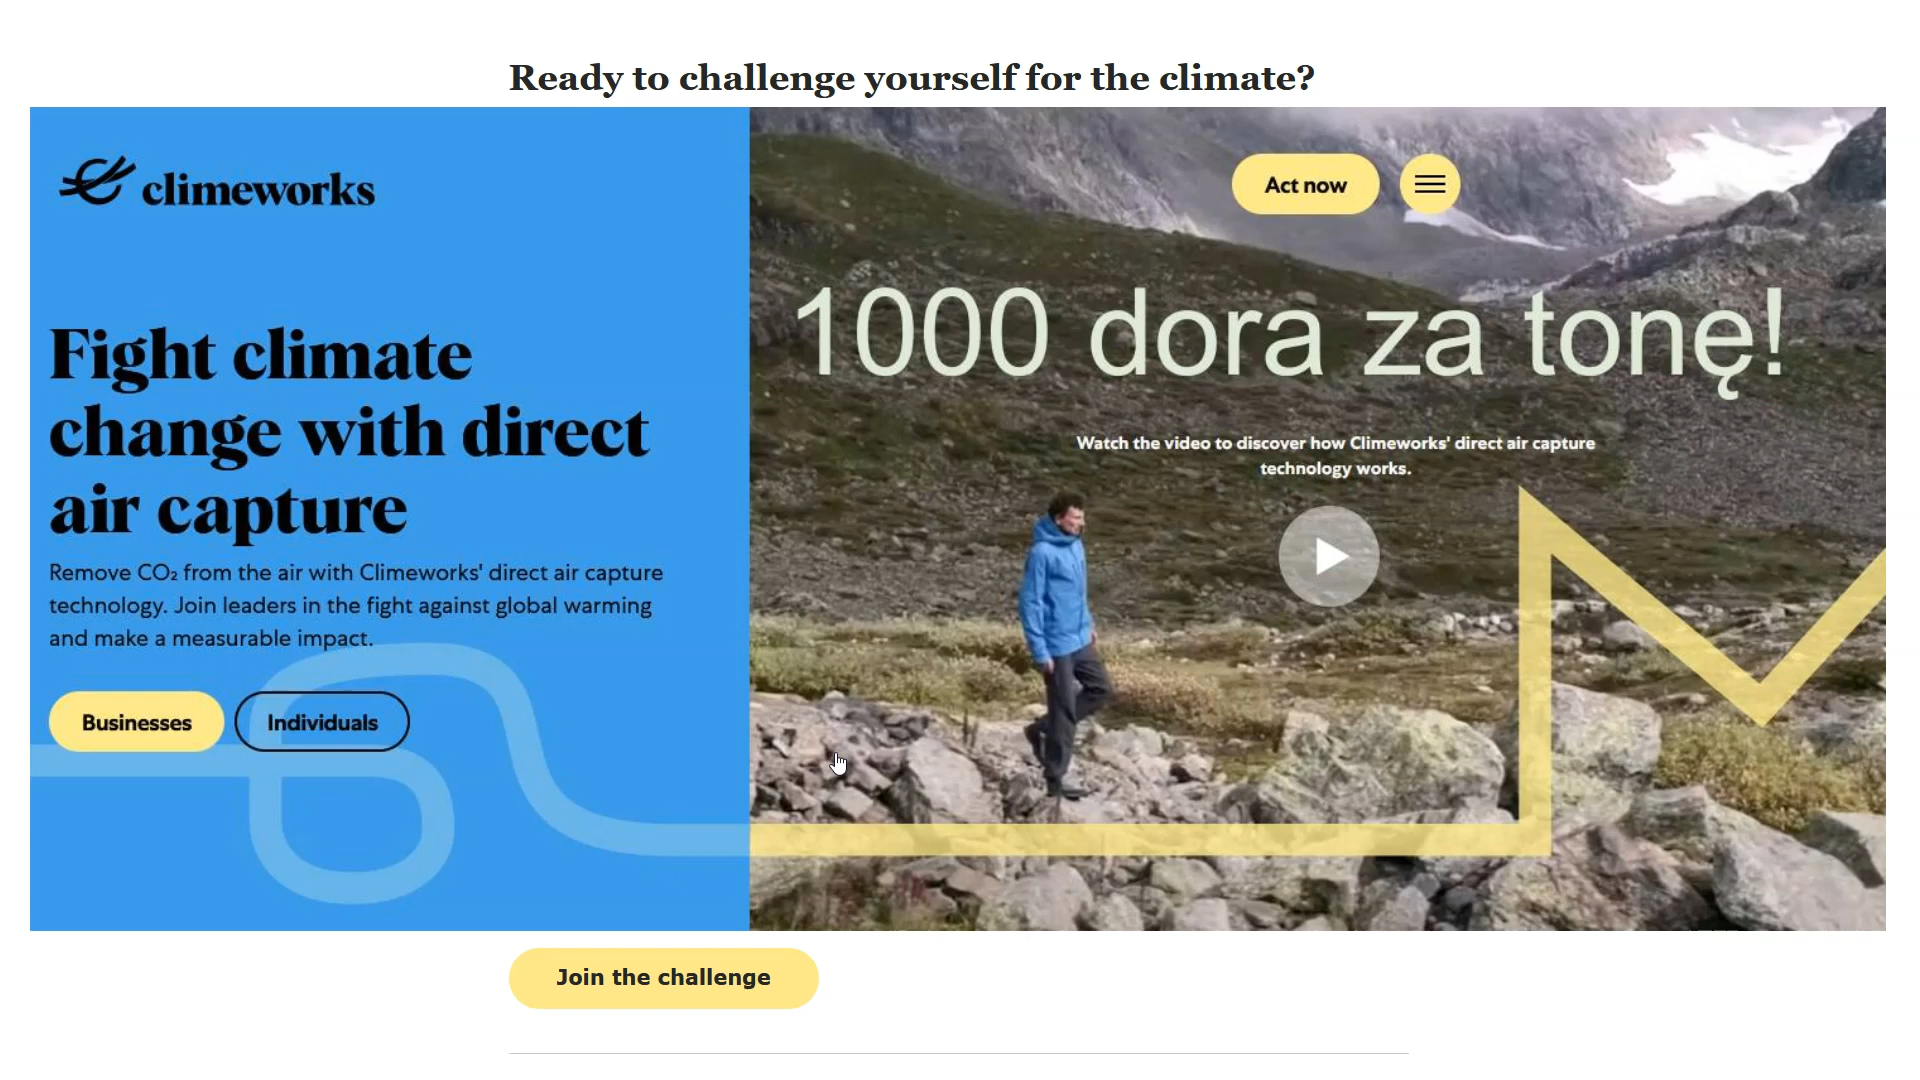 Ready to challenge yourself for the climate?
climeworks
Act now
Fight climate
change with direct
air capture
Remove CO₂ from the air with Climeworks' direct air capture
technology. Join leaders in the fight against global warming
and make a measurable impact.
Businesses
Individuals
1000 dora za tonę!
Watch the video to discover how Climeworks' direct air capture
technology works.
Join the challenge